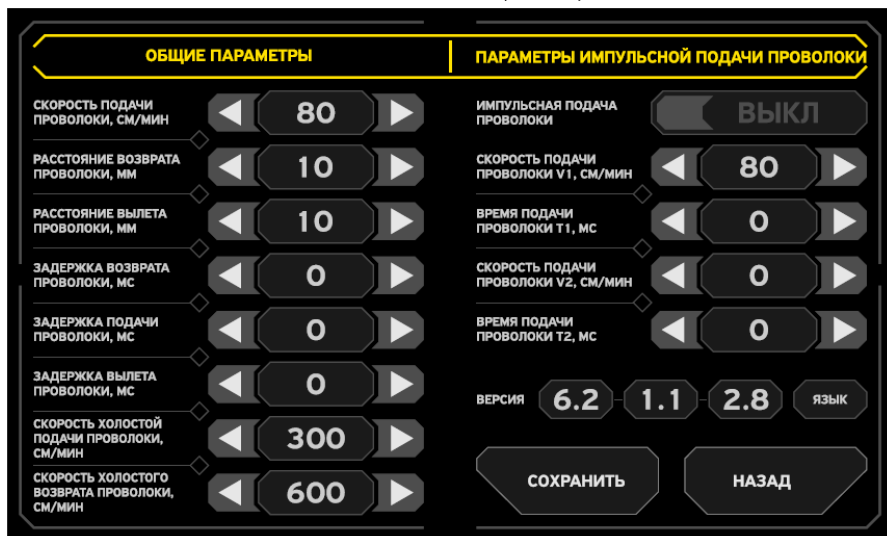 ОБЩИЕ ПАРАМЕТРЫ
СКОРОСТЬ ПОДАЧИ
ПРОВОЛОКИ, СМ/МИН
80
РАССТОЯНИЕ ВОЗВРАТА
ПРОВОЛОКИ, ММ
10
РАССТОЯНИЕ ВЫЛЕТА
ПРОВОЛОКИ, ММ
10
ЗАДЕРЖКА ВОЗВРАТА
ПРОВОЛОКИ, МС
0
ЗАДЕРЖКА ПОДАЧИ
ПРОВОЛОКИ, МС
0
ЗАДЕРЖКА ВЫЛЕТА
ПРОВОЛОКИ, МС
0
СКОРОСТЬ ХОЛОСТОЙ
ПОДАЧИ ПРОВОЛОКИ,
СМ/МИН
300
СКОРОСТЬ ХОЛОСТОГО
ВОЗВРАТА ПРОВОЛОКИ,
СМ/МИН
600
ПАРАМЕТРЫ ИМПУЛЬСНОЙ ПОДАЧИ ПРОВОЛОКИ
ИМПУЛЬСНАЯ ПОДАЧА
ПРОВОЛОКИ
ВЫКЛ
СКОРОСТЬ ПОДАЧИ
ПРОВОЛОКИ V1, СМ/МИН
80
ВРЕМЯ ПОДАЧИ
ПРОВОЛОКИ T1, МС
0
СКОРОСТЬ ПОДАЧИ
ПРОВОЛОКИ V2, СМ/МИН
0
ВРЕМЯ ПОДАЧИ
ПРОВОЛОКИ T2, МС
0
ВЕРСИЯ 6.2 - 1.1 - 2.8 ЯЗЫК
СОХРАНИТЬ
НАЗАД